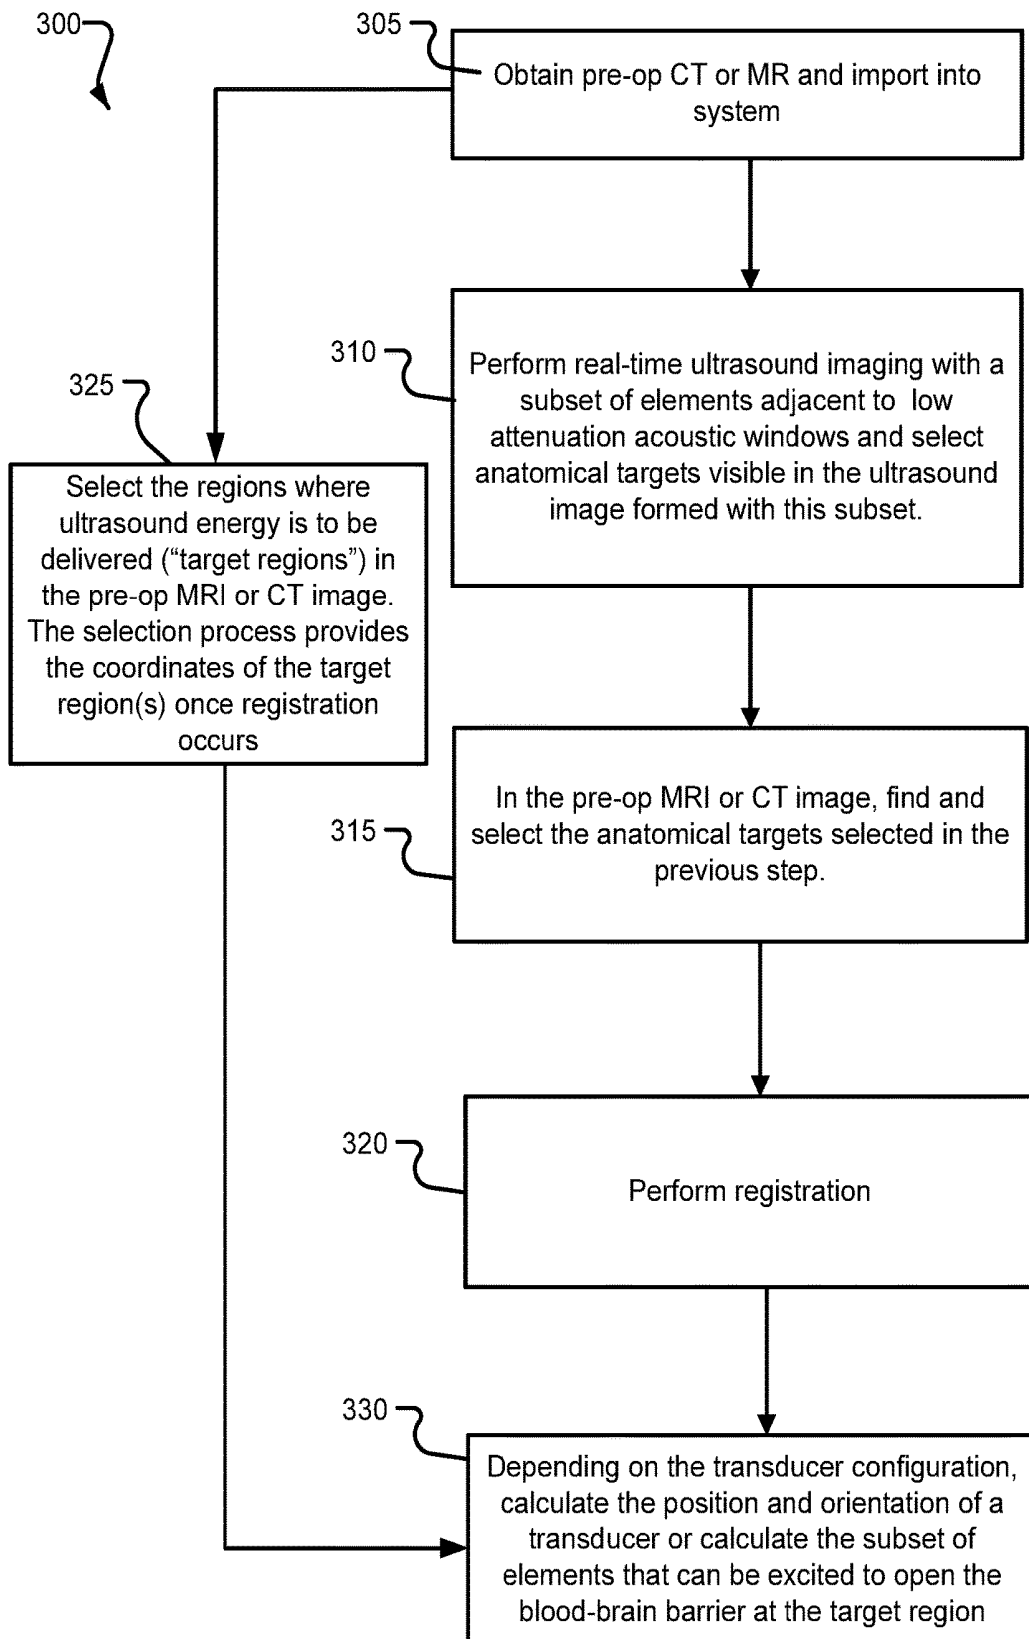 300
305
Obtain pre-op CT or MR and import into
system
310
Perform real-time ultrasound imaging with a
subset of elements adjacent to low
attenuation acoustic windows and select
anatomical targets visible in the ultrasound
image formed with this subset.
325
Select the regions where
ultrasound energy is to be
delivered (“target regions”) in
the pre-op MRI or CT image.
The selection process provides
the coordinates of the target
region(s) once registration
occurs
315
In the pre-op MRI or CT image, find and
select the anatomical targets selected in the
previous step.
320
Perform registration
330
Depending on the transducer configuration,
calculate the position and orientation of a
transducer or calculate the subset of
elements that can be excited to open the
blood-brain barrier at the target region